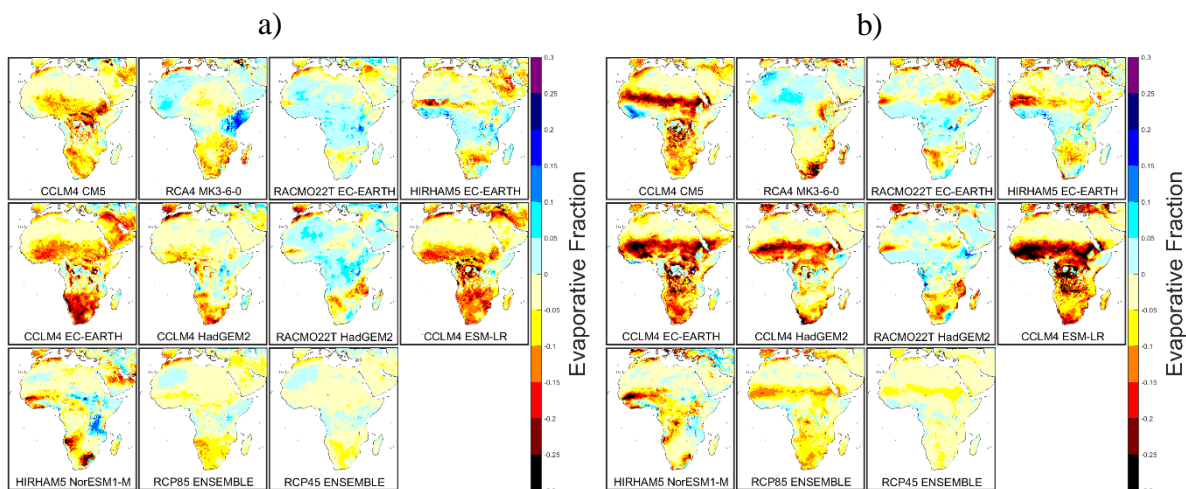 a)
b)
CCLM4 CM5
RCA4 MK3-6-0
RACMO22T EC-EARTH
HIRHAM5 EC-EARTH
CCLM4 EC-EARTH
CCLM4 HadGEM2
RACMO22T HadGEM2
CCLM4 ESM-LR
HIRHAM5 NorESM1-M
RCP85 ENSEMBLE
RCP45 ENSEMBLE
0.3
0.25
0.2
0.15
0.1
0.05
0
-0.05
-0.1
-0.15
-0.2
-0.25
-0.3
Evaporative Fraction
CCLM4 CM5
RCA4 MK3-6-0
RACMO22T EC-EARTH
HIRHAM5 EC-EARTH
CCLM4 EC-EARTH
CCLM4 HadGEM2
RACMO22T HadGEM2
CCLM4 ESM-LR
HIRHAM5 NorESM1-M
RCP85 ENSEMBLE
RCP45 ENSEMBLE
0.3
0.25
0.2
0.15
0.1
0.05
0
-0.05
-0.1
-0.15
-0.2
-0.25
-0.3
Evaporative Fraction